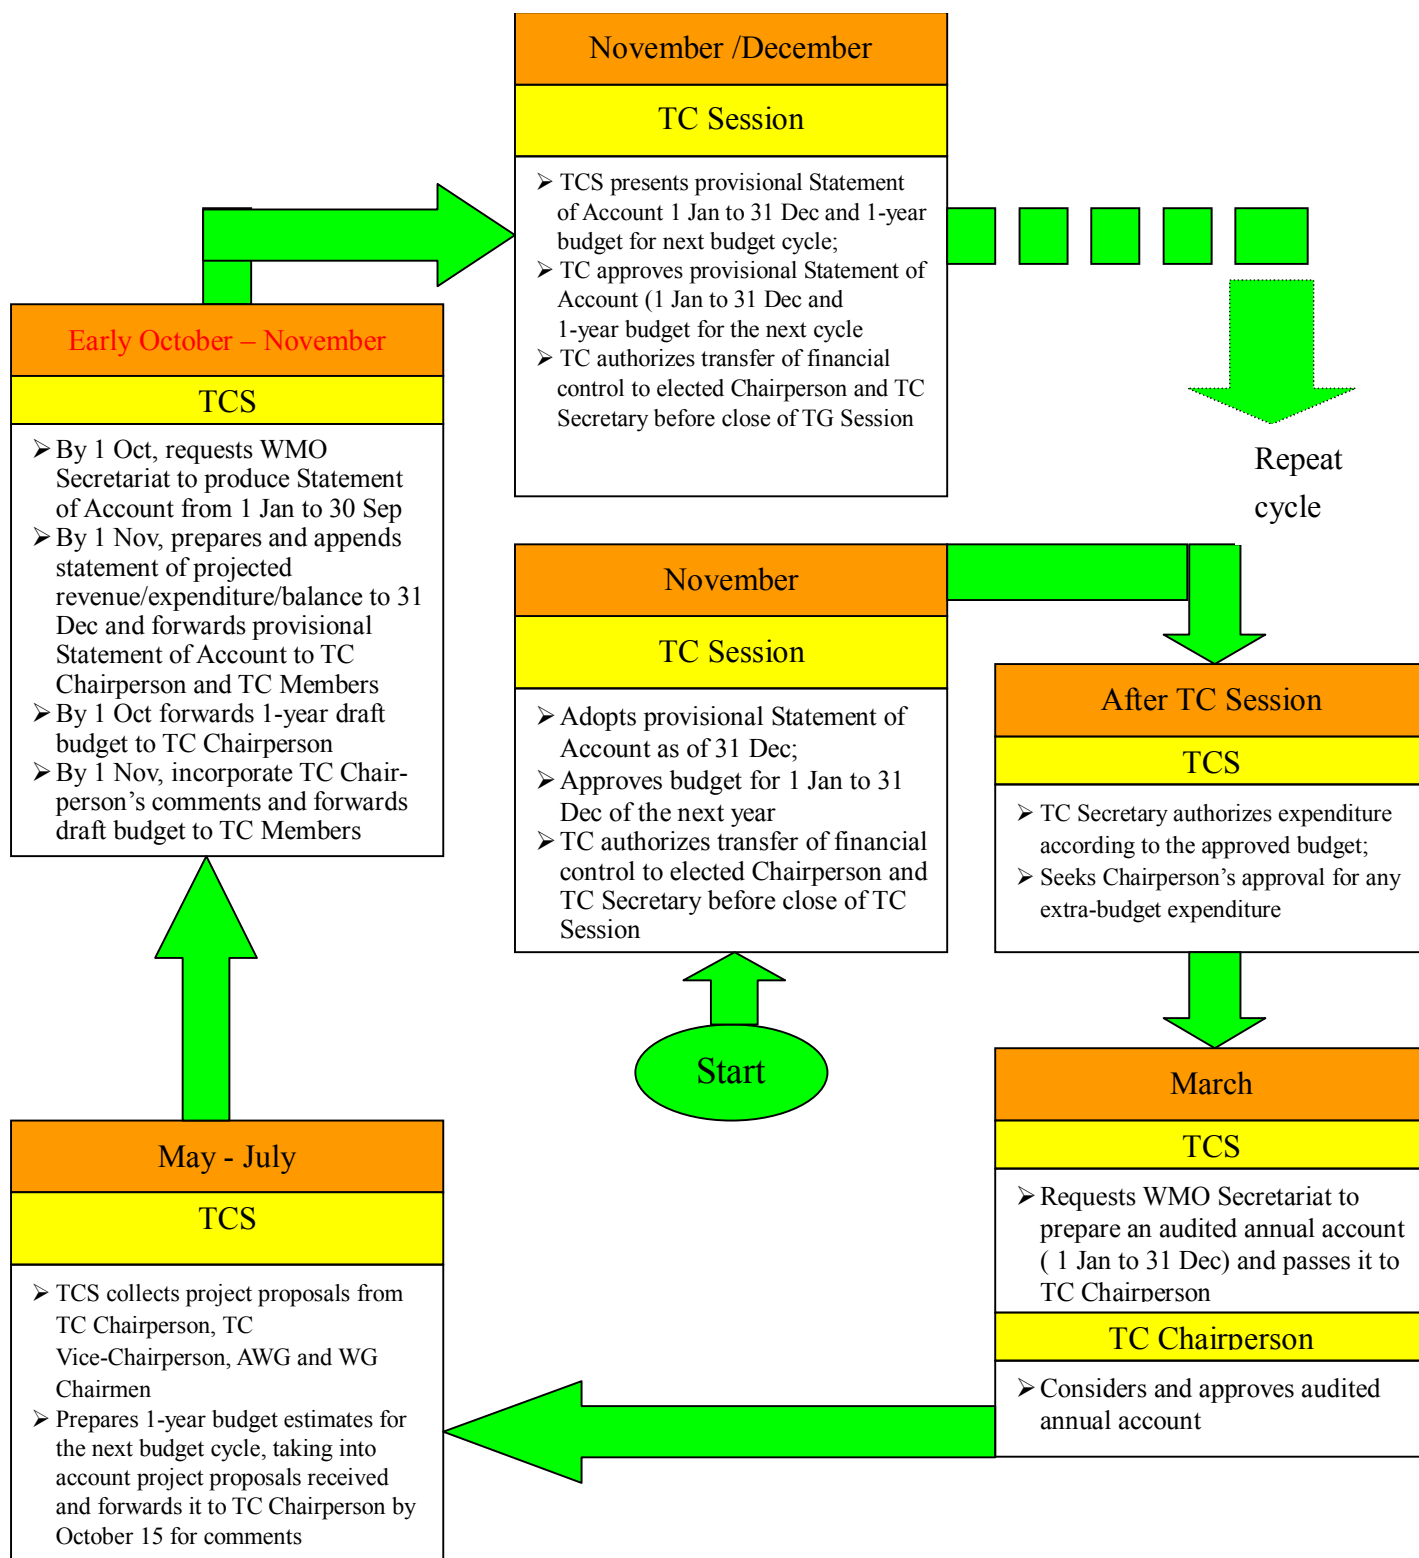 November /December
TC Session
➢ TCS presents provisional Statement
of Account 1 Jan to 31 Dec and 1-year
budget for next budget cycle;
➢ TC approves provisional Statement of
Account (1 Jan to 31 Dec and
1-year budget for the next cycle
➢ TC authorizes transfer of financial
control to elected Chairperson and TC
Secretary before close of TG Session
Repeat
cycle
Early October – November
TCS
➢ By 1 Oct, requests WMO
Secretariat to produce Statement
of Account from 1 Jan to 30 Sep
➢ By 1 Nov, prepares and appends
statement of projected
revenue/expenditure/balance to 31
Dec and forwards provisional
Statement of Account to TC
Chairperson and TC Members
➢ By 1 Oct forwards 1-year draft
budget to TC Chairperson
➢ By 1 Nov, incorporate TC Chair-
person’s comments and forwards
draft budget to TC Members
November
TC Session
➢ Adopts provisional Statement of
Account as of 31 Dec;
➢ Approves budget for 1 Jan to 31
Dec of the next year
➢ TC authorizes transfer of financial
control to elected Chairperson and
TC Secretary before close of TC
Session
Start
After TC Session
TCS
➢ TC Secretary authorizes expenditure
according to the approved budget;
➢ Seeks Chairperson’s approval for any
extra-budget expenditure
March
TCS
➢ Requests WMO Secretariat to
prepare an audited annual account
( 1 Jan to 31 Dec) and passes it to
TC Chairperson
TC Chairperson
➢ Considers and approves audited
annual account
May - July
TCS
➢ TCS collects project proposals from
TC Chairperson, TC
Vice-Chairperson, AWG and WG
Chairmen
➢ Prepares 1-year budget estimates for
the next budget cycle, taking into
account project proposals received
and forwards it to TC Chairperson by
October 15 for comments